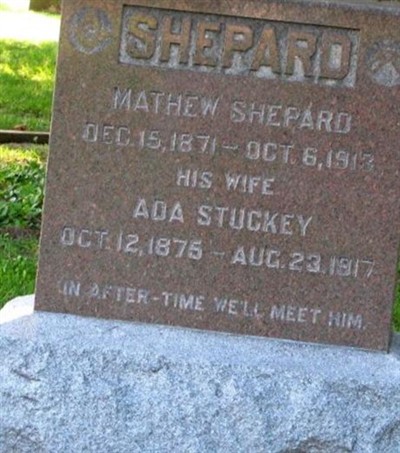 SHEPARD
MATHEW SHEPARD
DEC. 15, 1871 - OCT. 6, 1913
HIS WIFE
ADA STUCKEY
OCT. 12, 1875 - AUG. 23. 1917
IN AFTER-TIME WE'LL MEET HIM.